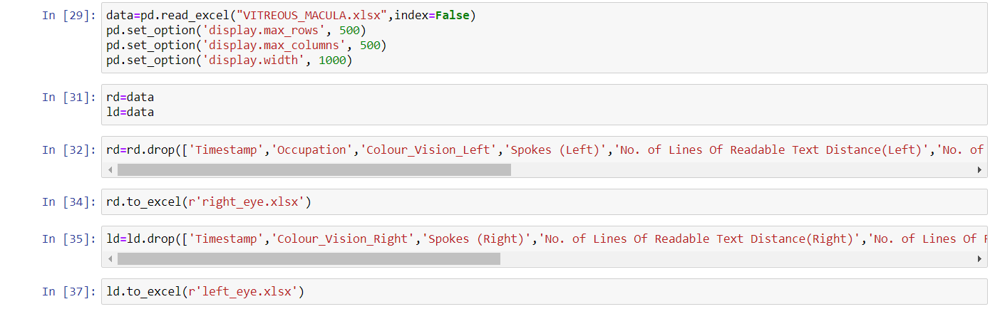 In [29]: data=pd.read_excel("VITREOUS_MACULA.xlsx",index=False)
pd.set_option('display.max_rows', 500)
pd.set_option('display.max_columns', 500)
pd.set_option('display.width', 1000)
In [31]: rd=data
ld=data
In [32]: rd=rd.drop(['Timestamp','Occupation','Colour_Vision_Left','Spokes (Left)','No. of Lines Of Readable Text Distance(Left)','No. of
In [34]: rd.to_excel(r'right_eye.xlsx')
In [35]: ld=ld.drop(['Timestamp','Colour_Vision_Right','Spokes (Right)','No. of Lines Of Readable Text Distance(Right)','No. of Lines Of
In [37]: ld.to_excel(r'left_eye.xlsx')